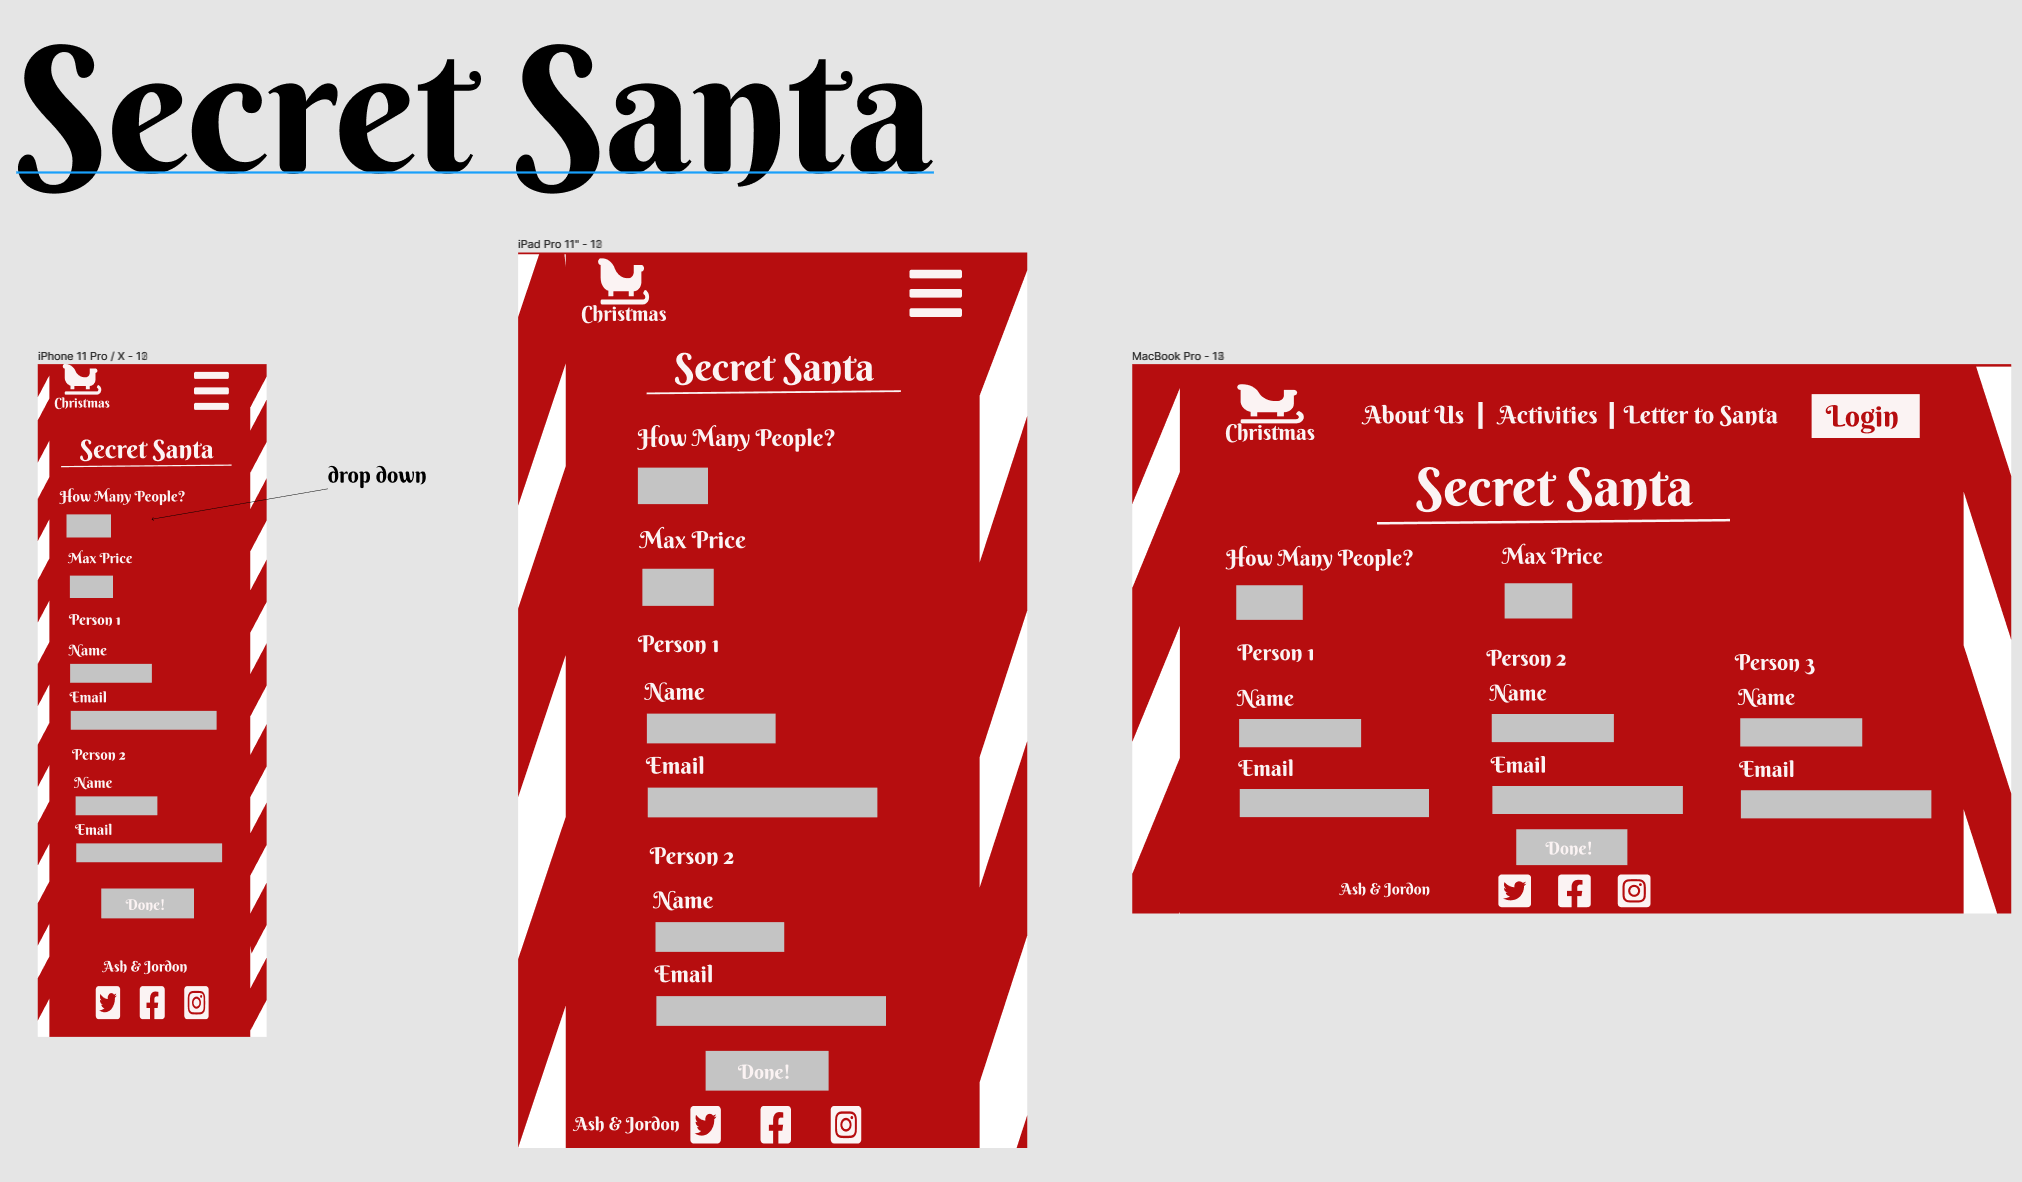 Secret Santa
iPhone 11 Pro / X - 12
Christmas
Secret Santa
How Many People?
drop down
Max Price
Person 1
Name
Email
Person 2
Name
Email
Done!
Ash & Jordon
iPad Pro 11" - 12
Christmas
Secret Santa
How Many People?
Max Price
Person 1
Name
Email
Person 2
Name
Email
Done!
Ash & Jordon
MacBook Pro - 13
Christmas
About Us | Activities | Letter to Santa
Login
Secret Santa
How Many People?
Max Price
Person 1
Person 2
Person 3
Name
Name
Name
Email
Email
Email
Done!
Ash & Jordon